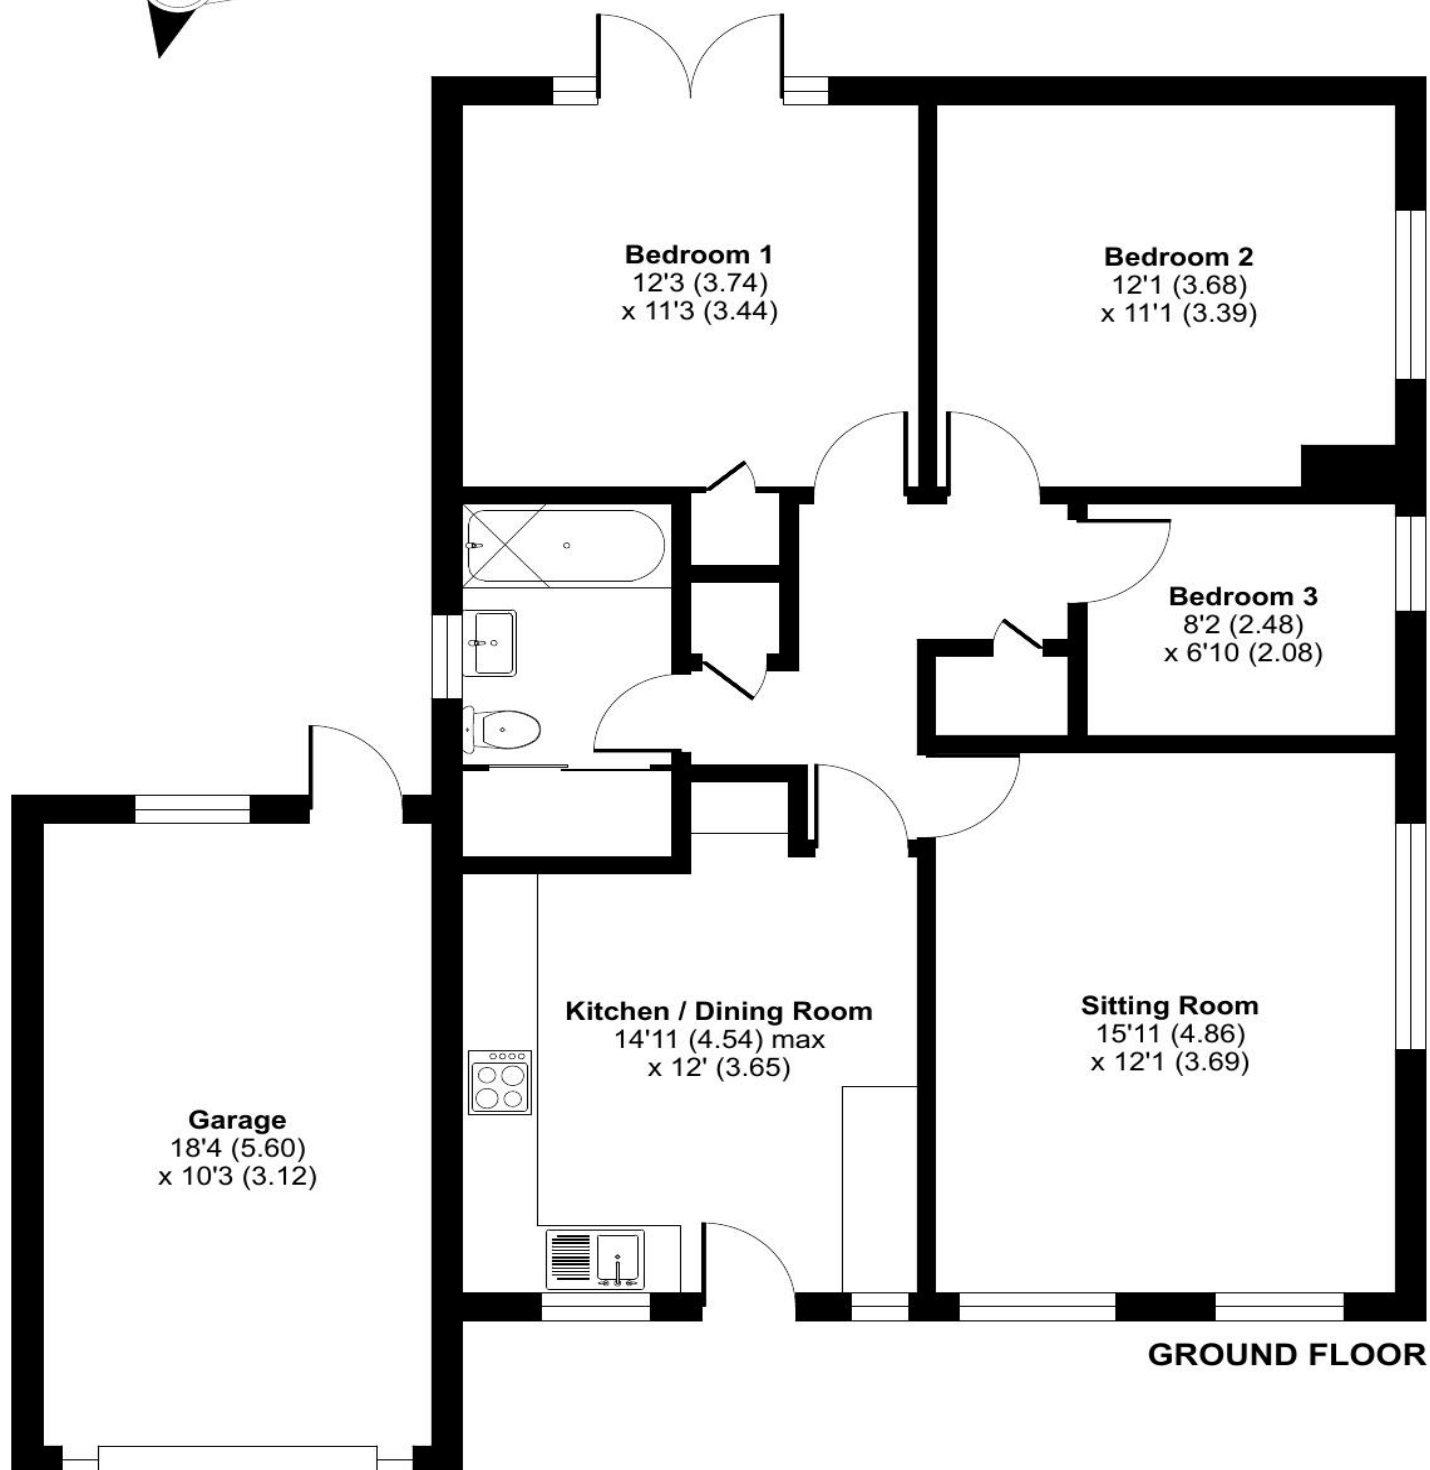 Bedroom 1
12'3 (3.74)
x 11'3 (3.44)
Bedroom 2
12'1 (3.68)
x 11'1 (3.39)
Bedroom 3
8'2 (2.48)
x 6'10 (2.08)
Kitchen / Dining Room
14'11 (4.54) max
x 12' (3.65)
Sitting Room
15'11 (4.86)
x 12'1 (3.69)
Garage
18'4 (5.60)
x 10'3 (3.12)
GROUND FLOOR